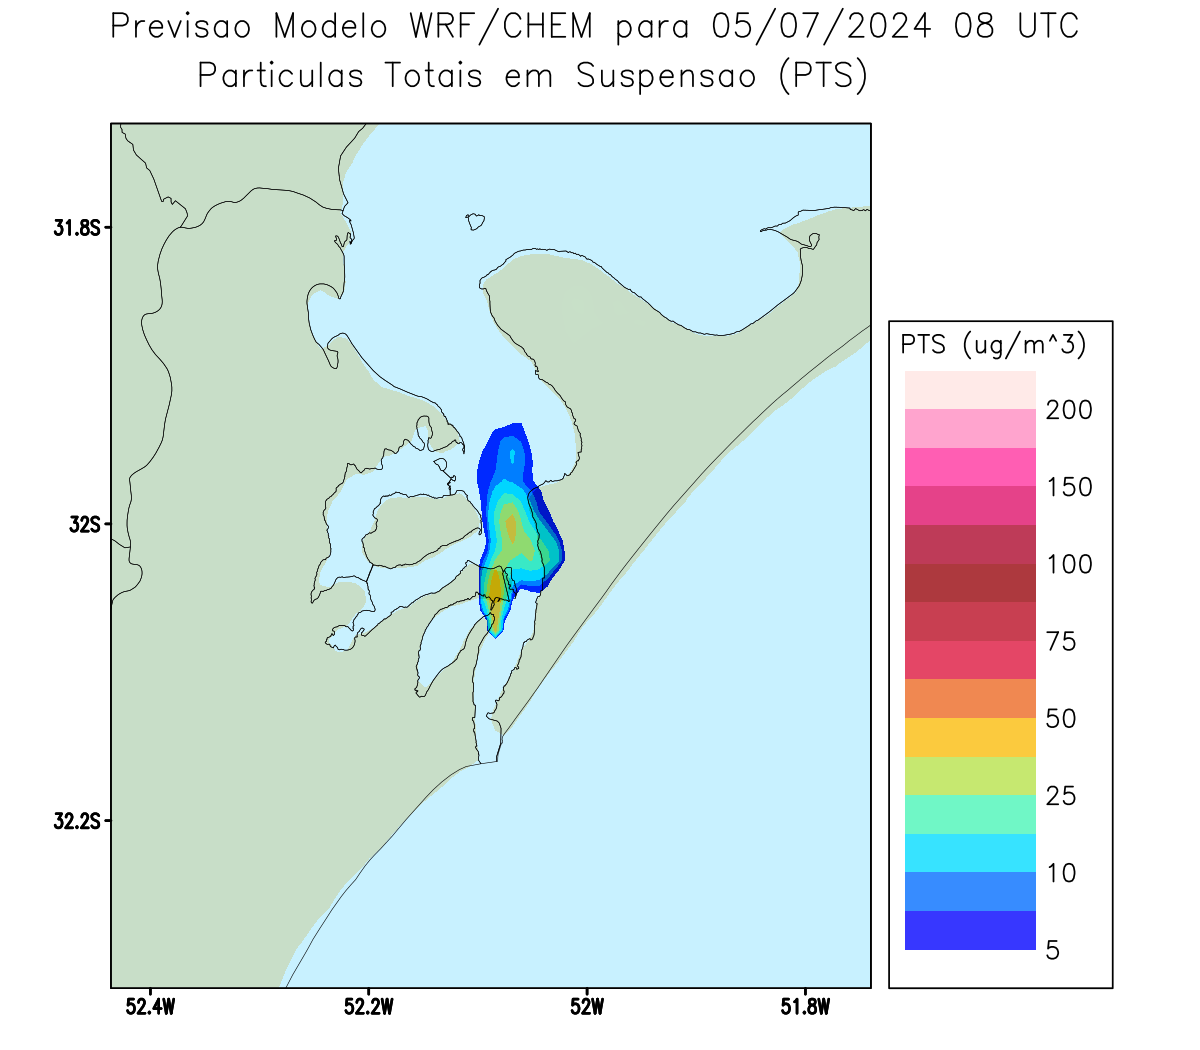 Previsao Modelo WRF/CHEM para 05/07/2024 08 UTC
Particulas Totais em Suspensao (PTS)
31.8S
32S
32.2S
52.4W
52.2W
52W
51.8W
PTS (ug/m^3)
200
150
100
75
50
25
10
5